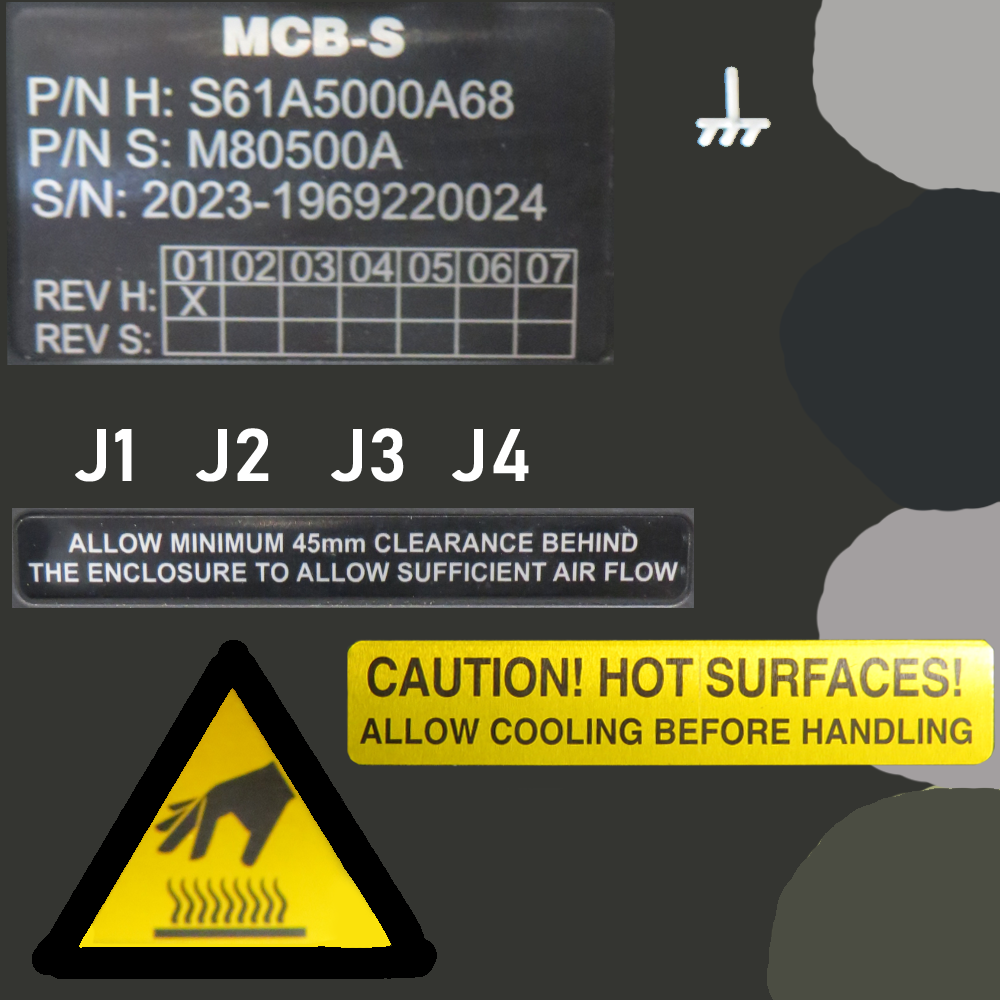 MCB-S
P/N H: S61A5000A68
P/N S: M80500A
S/N: 2023-1969220024
01 02 03 04 05 06 07
REV H: X
REV S:
J1 J2 J3 J4
ALLOW MINIMUM 45mm CLEARANCE BEHIND
THE ENCLOSURE TO ALLOW SUFFICIENT AIR FLOW
CAUTION! HOT SURFACES!
ALLOW COOLING BEFORE HANDLING